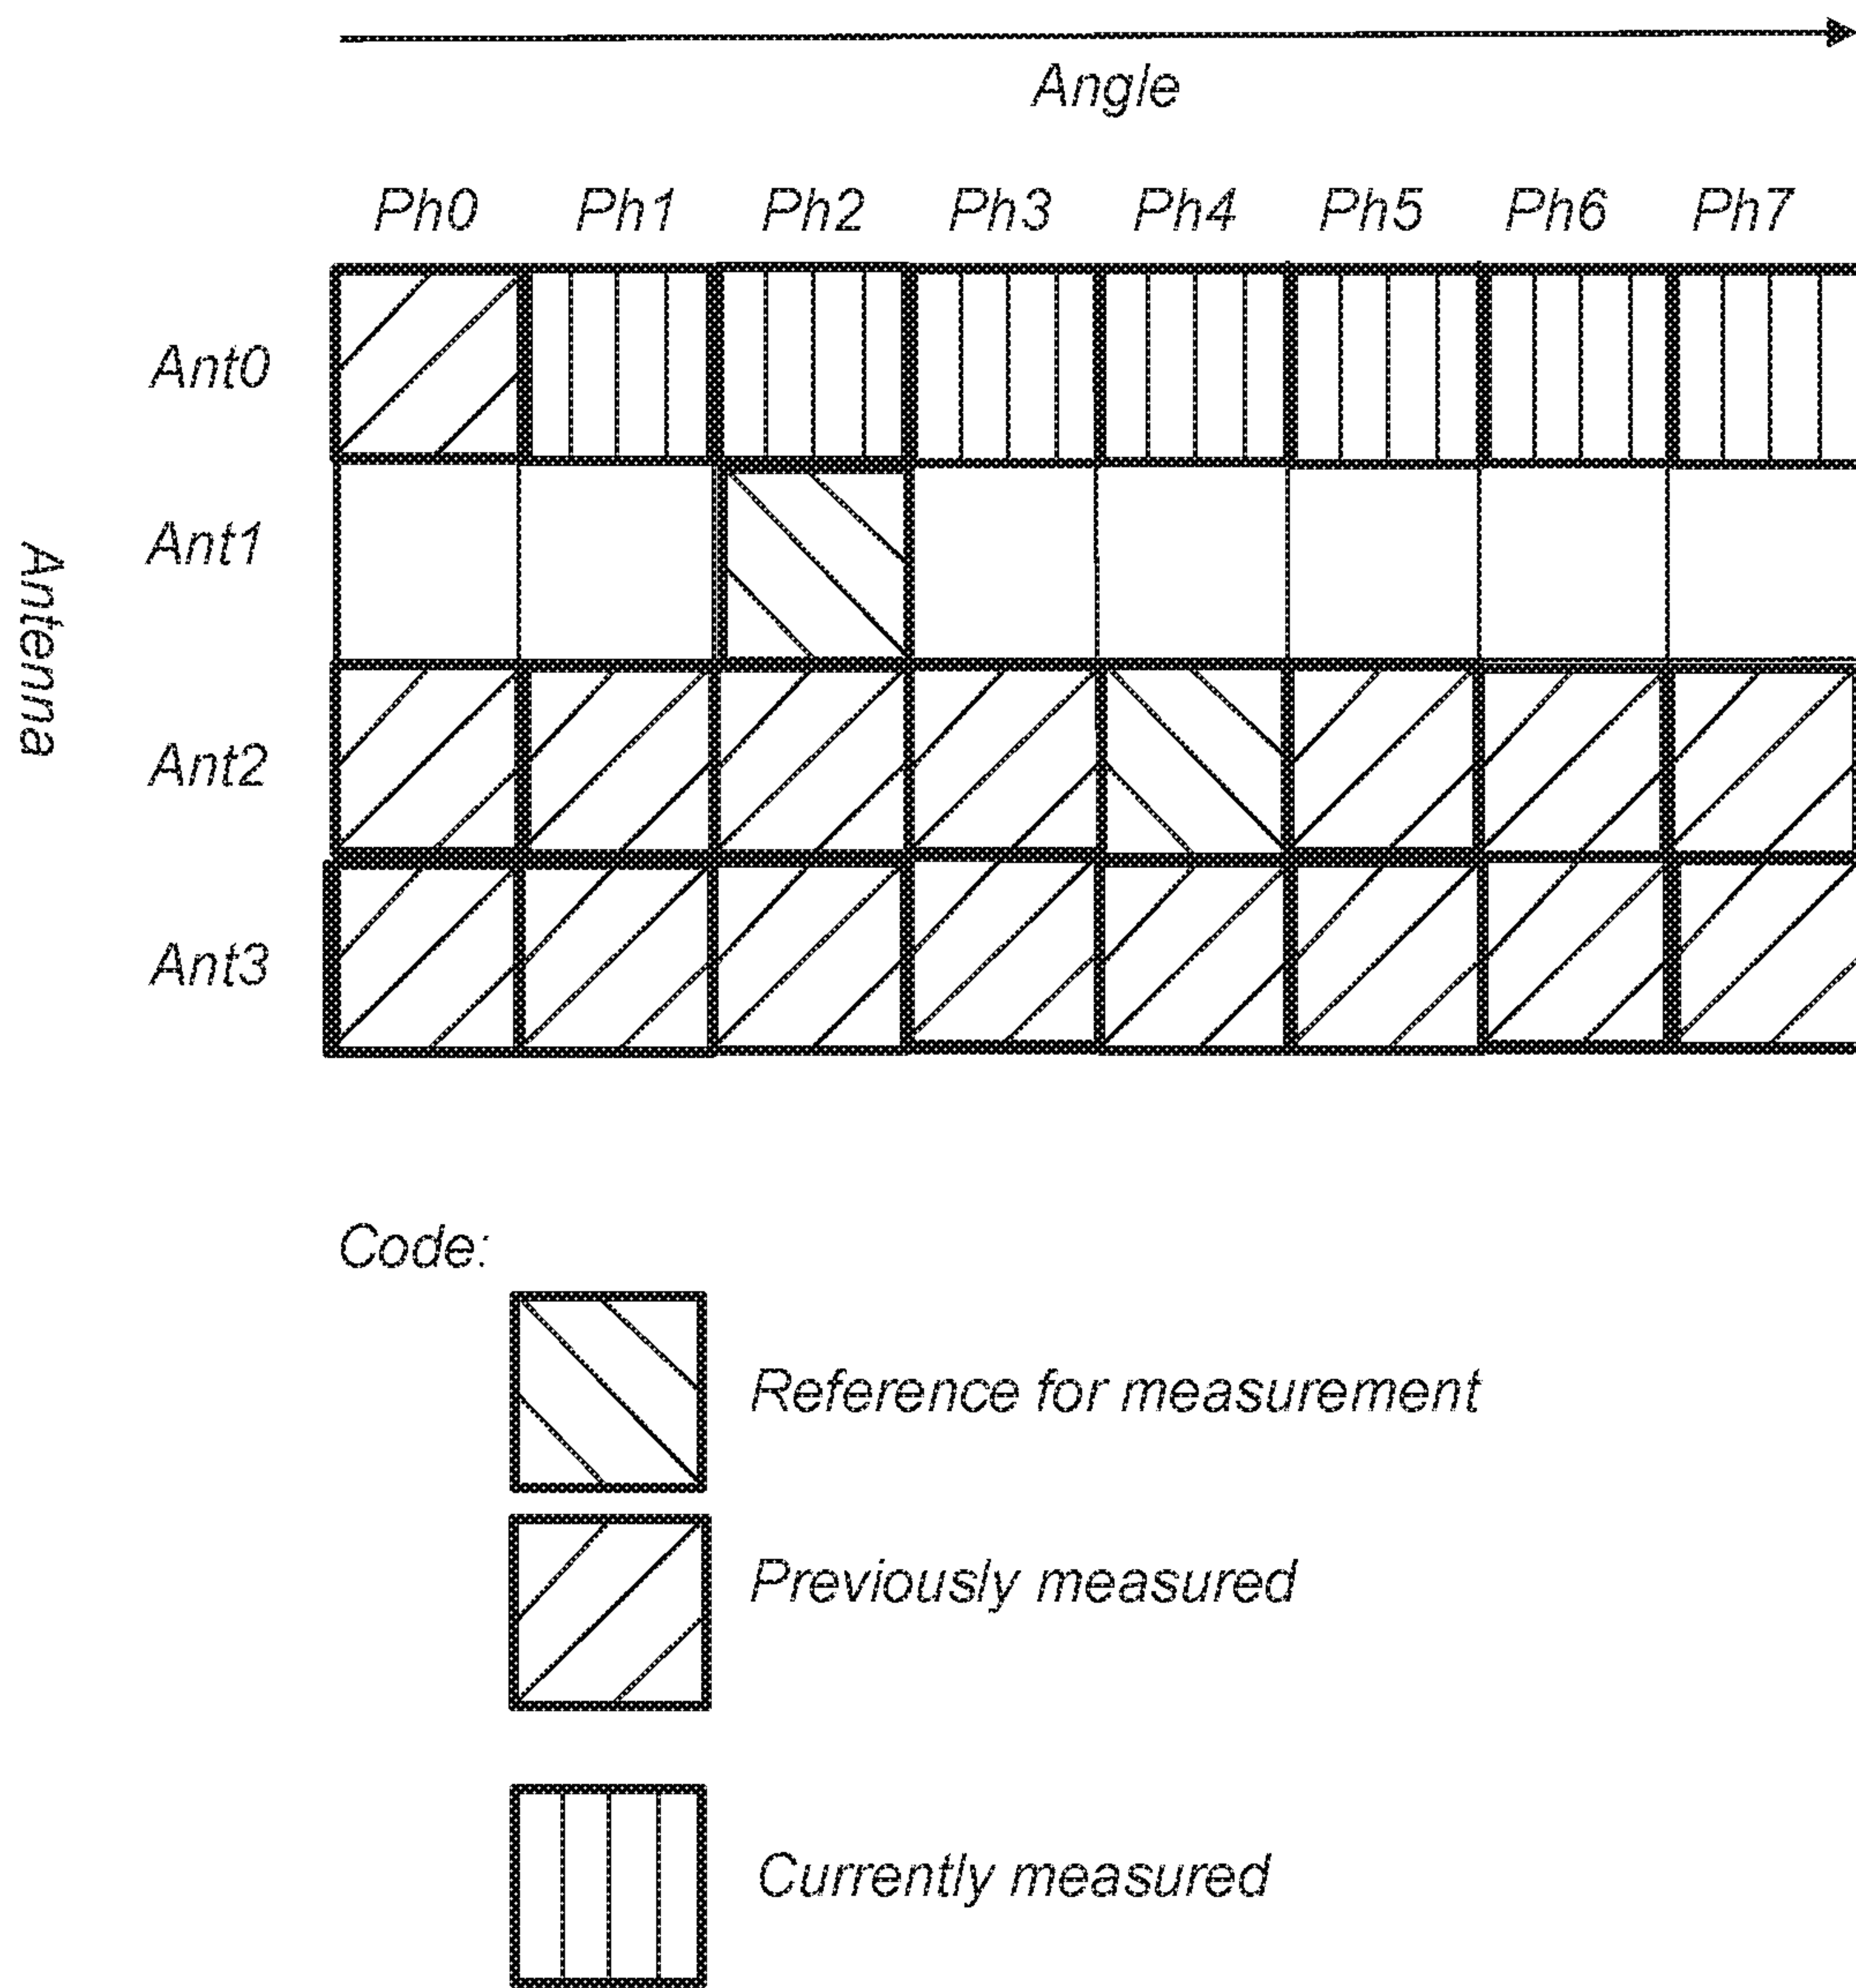 Angle
Ph0 Ph1 Ph2 Ph3 Ph4 Ph5 Ph6 Ph7
Antenna
Ant0
Ant1
Ant2
Ant3
Code:
Reference for measurement
Previously measured
Currently measured